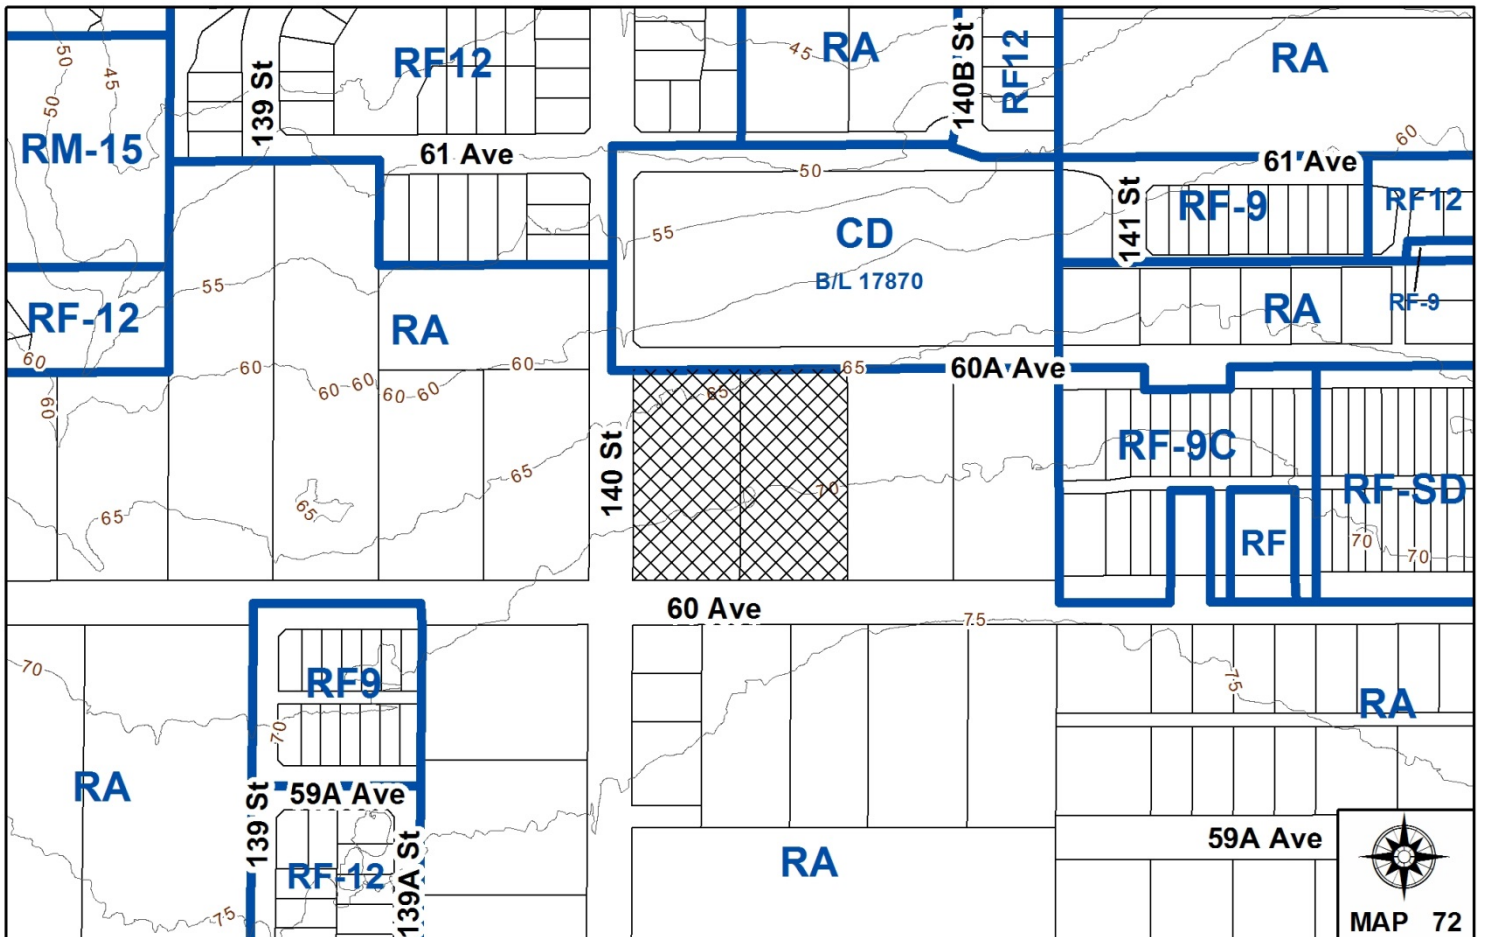 50
45
139 St
RF12
45
RA
140B St
RF12
RA
60
50
RM-15
61 Ave
61 Ave
50
141 St
RF-9
RF12
55
CD
B/L 17870
55
RF-12
RA
RA
RF-9
60
60
60-60
60-60
60
65
60A Ave
60
65
65
140 St
RF-9C
65
70
RF-SD
65
65
RF
70
70
60 Ave
75
70
RF9
75
RA
70
RA
59A Ave
139 St
RF-12
139A St
RA
59A Ave
75
MAP 72